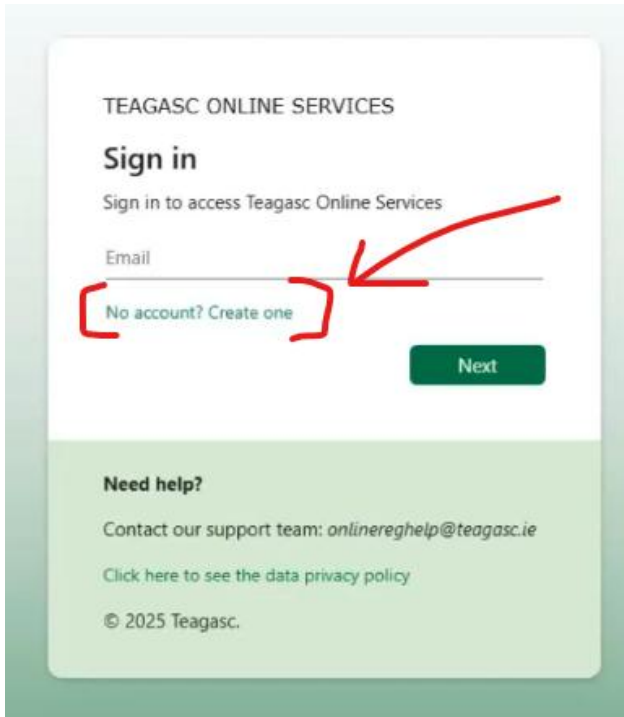 TEAGASC ONLINE SERVICES
Sign in
Sign in to access Teagasc Online Services
Email
No account? Create one
Next
Need help?
Contact our support team: onlinereghelp@teagasc.ie
Click here to see the data privacy policy
© 2025 Teagasc.